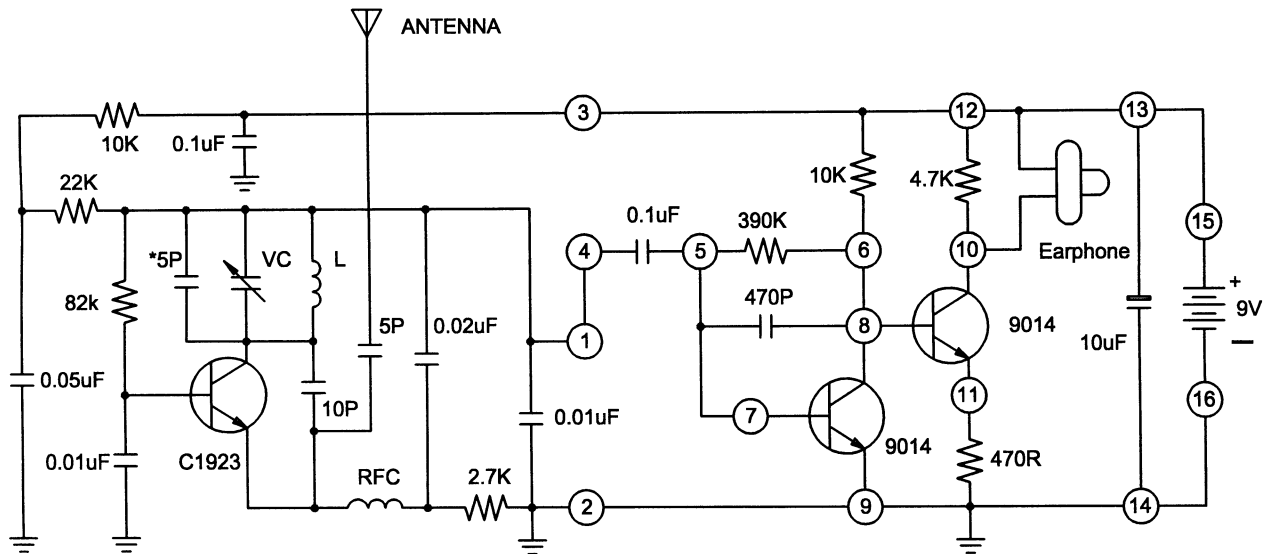 ANTENNA
3
12
13
10K
0.1uF
22K
10K
4.7K
15
0.1uF
390K
*5P
VC
L
4
5
6
10
Earphone
82k
470P
+
9V
5P
0.02uF
1
8
9014
10uF
0.05uF
10P
0.01uF
7
11
16
0.01uF
C1923
9014
470R
RFC
2.7K
2
9
14